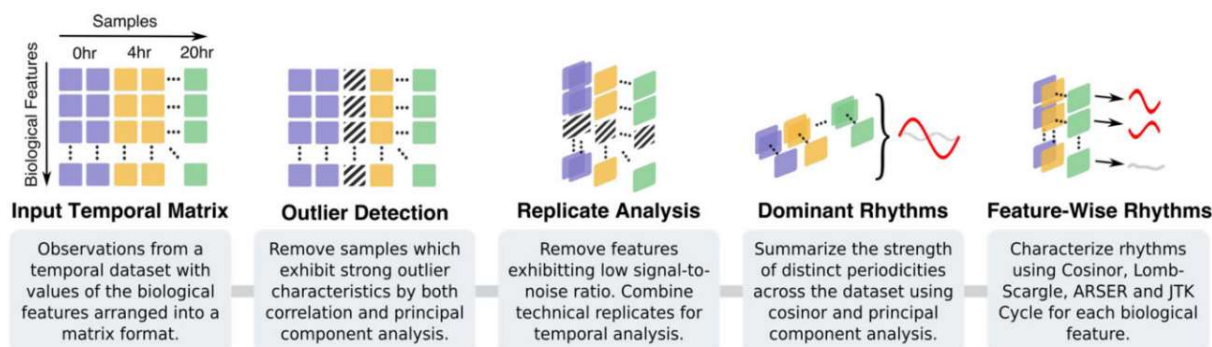 Samples
0hr 4hr 20hr
Biological Features
Input Temporal Matrix
Observations from a
temporal dataset with
values of the biological
features arranged into a
matrix format.
Outlier Detection
Remove samples which
exhibit strong outlier
characteristics by both
correlation and principal
component analysis.
Replicate Analysis
Remove features
exhibitting low signal-to-
noise ratio. Combine
technical replicates for
temporal analysis.
Dominant Rhythms
Summarize the strength
of distinct periodicities
across the dataset using
cosinor and principal
component analysis.
Feature-Wise Rhythms
Characterize rhythms
using Cosinor, Lomb-
Scargle, ARSER and JTK
Cycle for each biological
feature.